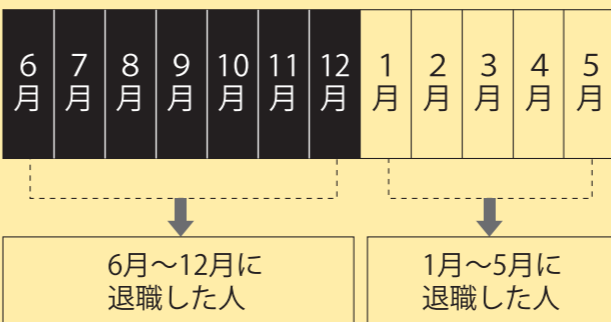 6月 7月 8月 9月 10月 11月 12月 1月 2月 3月 4月 5月
6月～12月に
退職した人
1月～5月に
退職した人